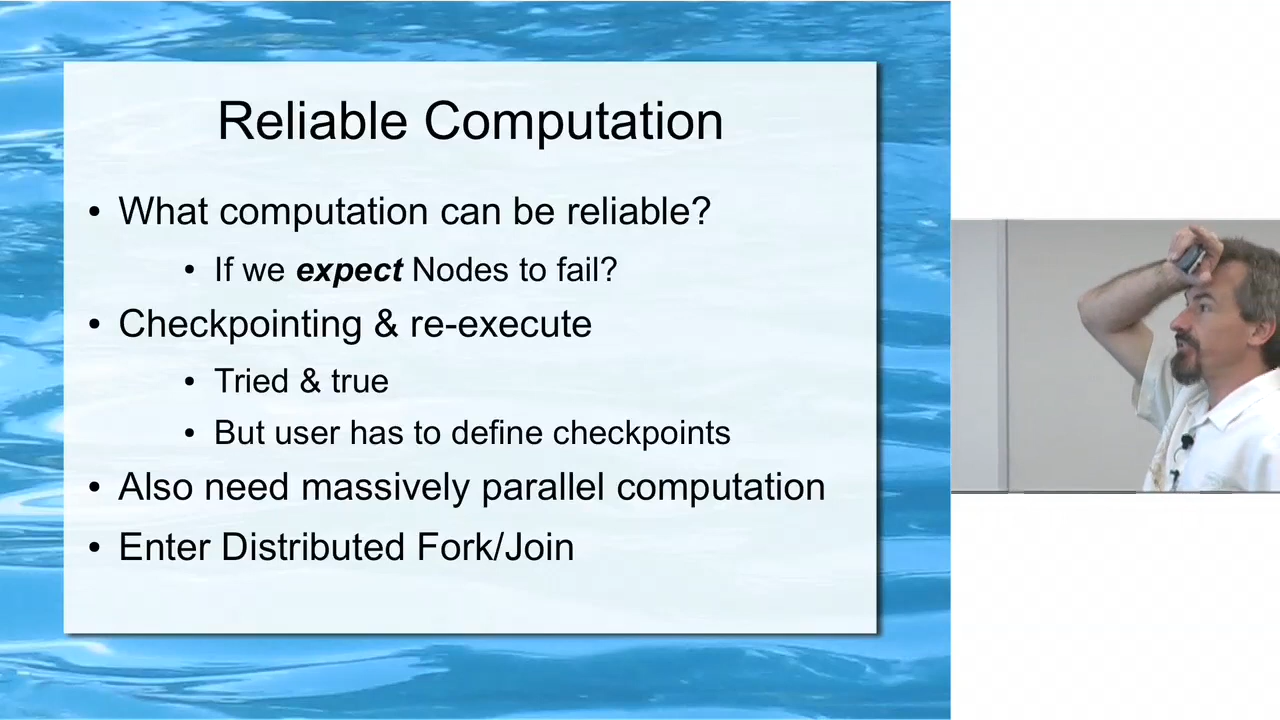 Reliable Computation
• What computation can be reliable?
• If we expect Nodes to fail?
• Checkpointing & re-execute
• Tried & true
• But user has to define checkpoints
• Also need massively parallel computation
• Enter Distributed Fork/Join